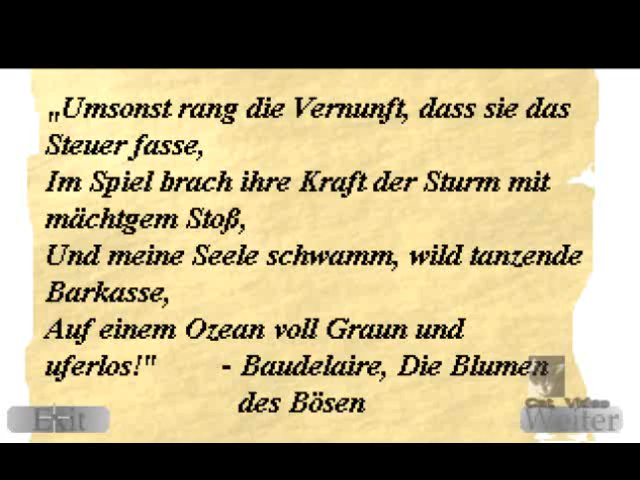 „Umsonst rang die Vernunft, dass sie das
Steuer fasse,
Im Spiel brach ihre Kraft der Sturm mit
mächtgem Stoß,
Und meine Seele schwamm, wild tanzende
Barkasse,
Auf einem Ozean voll Graun und
uferlos!" - Baudelaire, Die Blumen
des Bösen
Cat Video
Exit Weiter